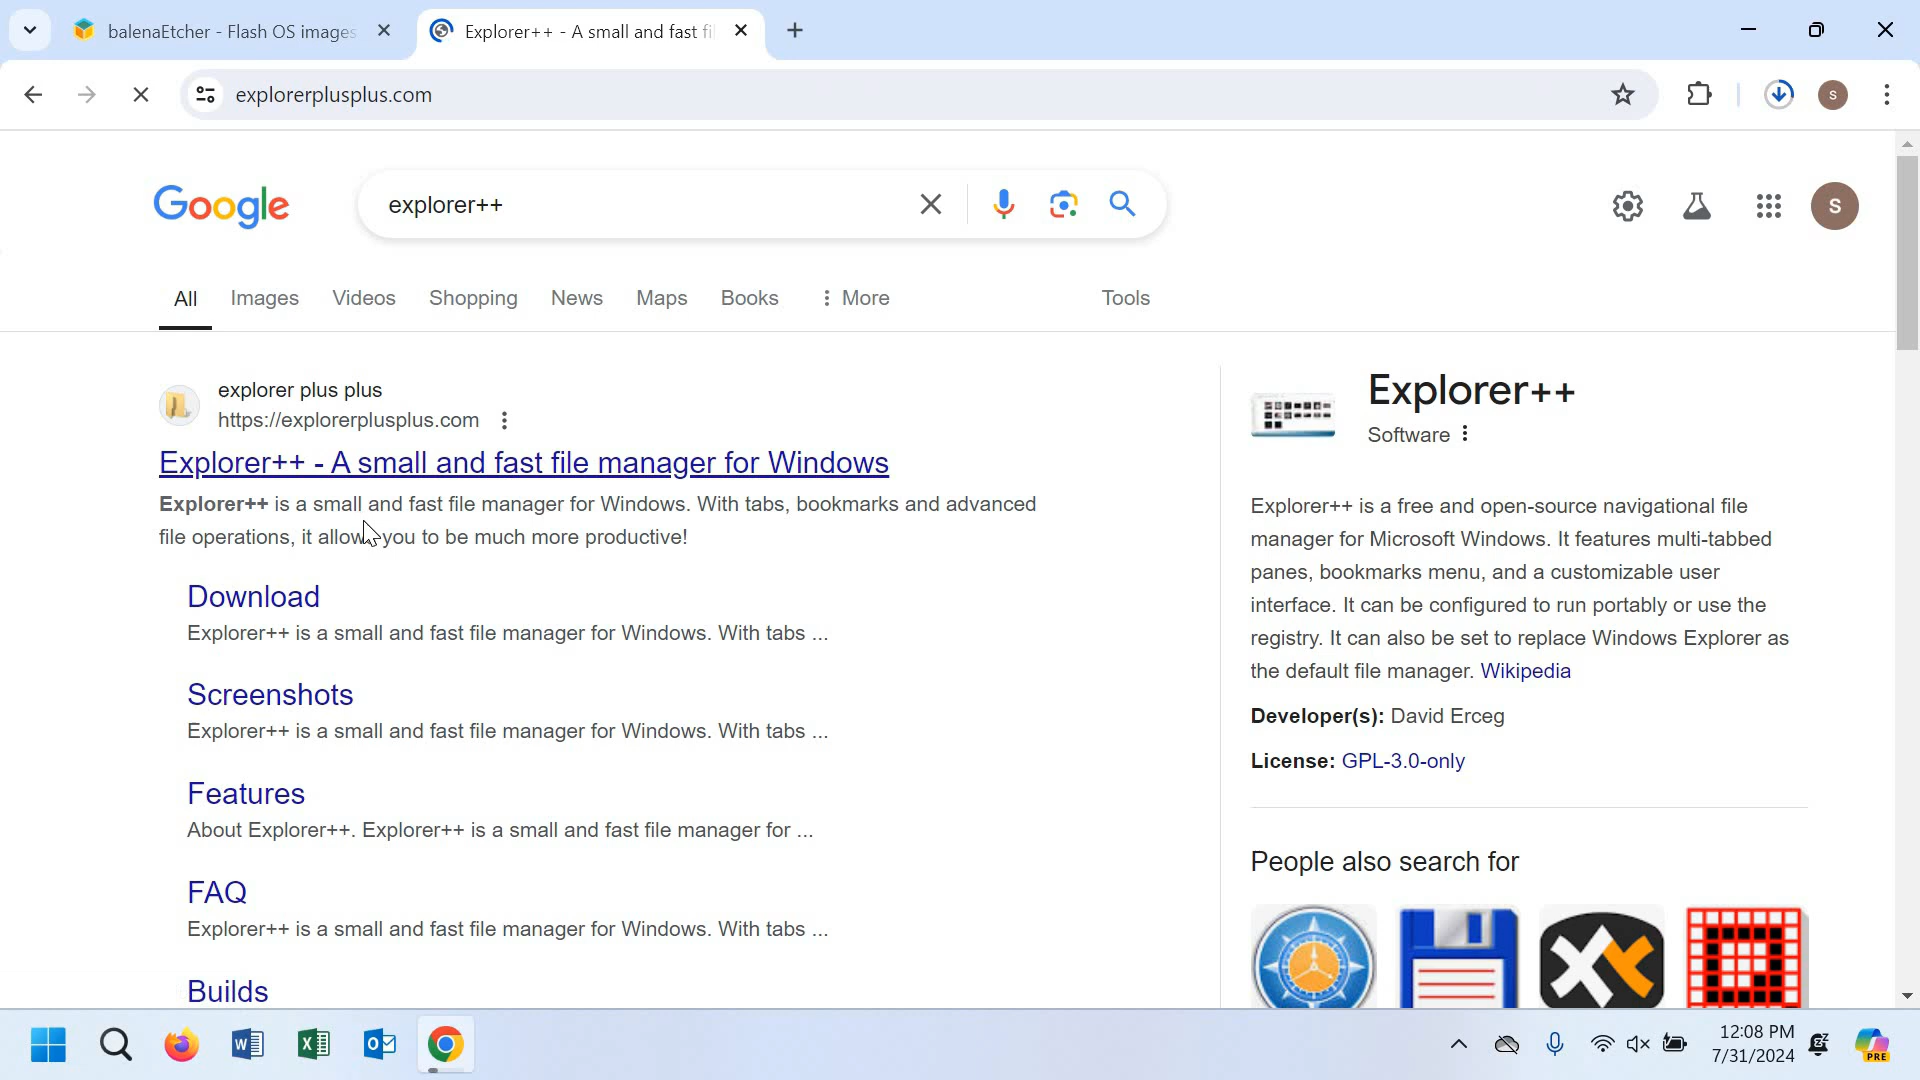 balenaEtcher - Flash OS images
Explorer++ - A small and fast fi
explorerplusplus.com
S
Google
explorer++
S
All
Images
Videos
Shopping
News
Maps
Books
More
Tools
explorer plus plus
https://explorerplusplus.com
Explorer++ - A small and fast file manager for Windows
Explorer++ is a small and fast file manager for Windows. With tabs, bookmarks and advanced
file operations, it allows you to be much more productive!
Download
Explorer++ is a small and fast file manager for Windows. With tabs ...
Screenshots
Explorer++ is a small and fast file manager for Windows. With tabs ...
Features
About Explorer++. Explorer++ is a small and fast file manager for ...
FAQ
Explorer++ is a small and fast file manager for Windows. With tabs ...
Builds
Explorer++
Software
Explorer++ is a free and open-source navigational file
manager for Microsoft Windows. It features multi-tabbed
panes, bookmarks menu, and a customizable user
interface. It can be configured to run portably or use the
registry. It can also be set to replace Windows Explorer as
the default file manager. Wikipedia
Developer(s): David Erceg
License: GPL-3.0-only
People also search for
12:08 PM
7/31/2024
PRE